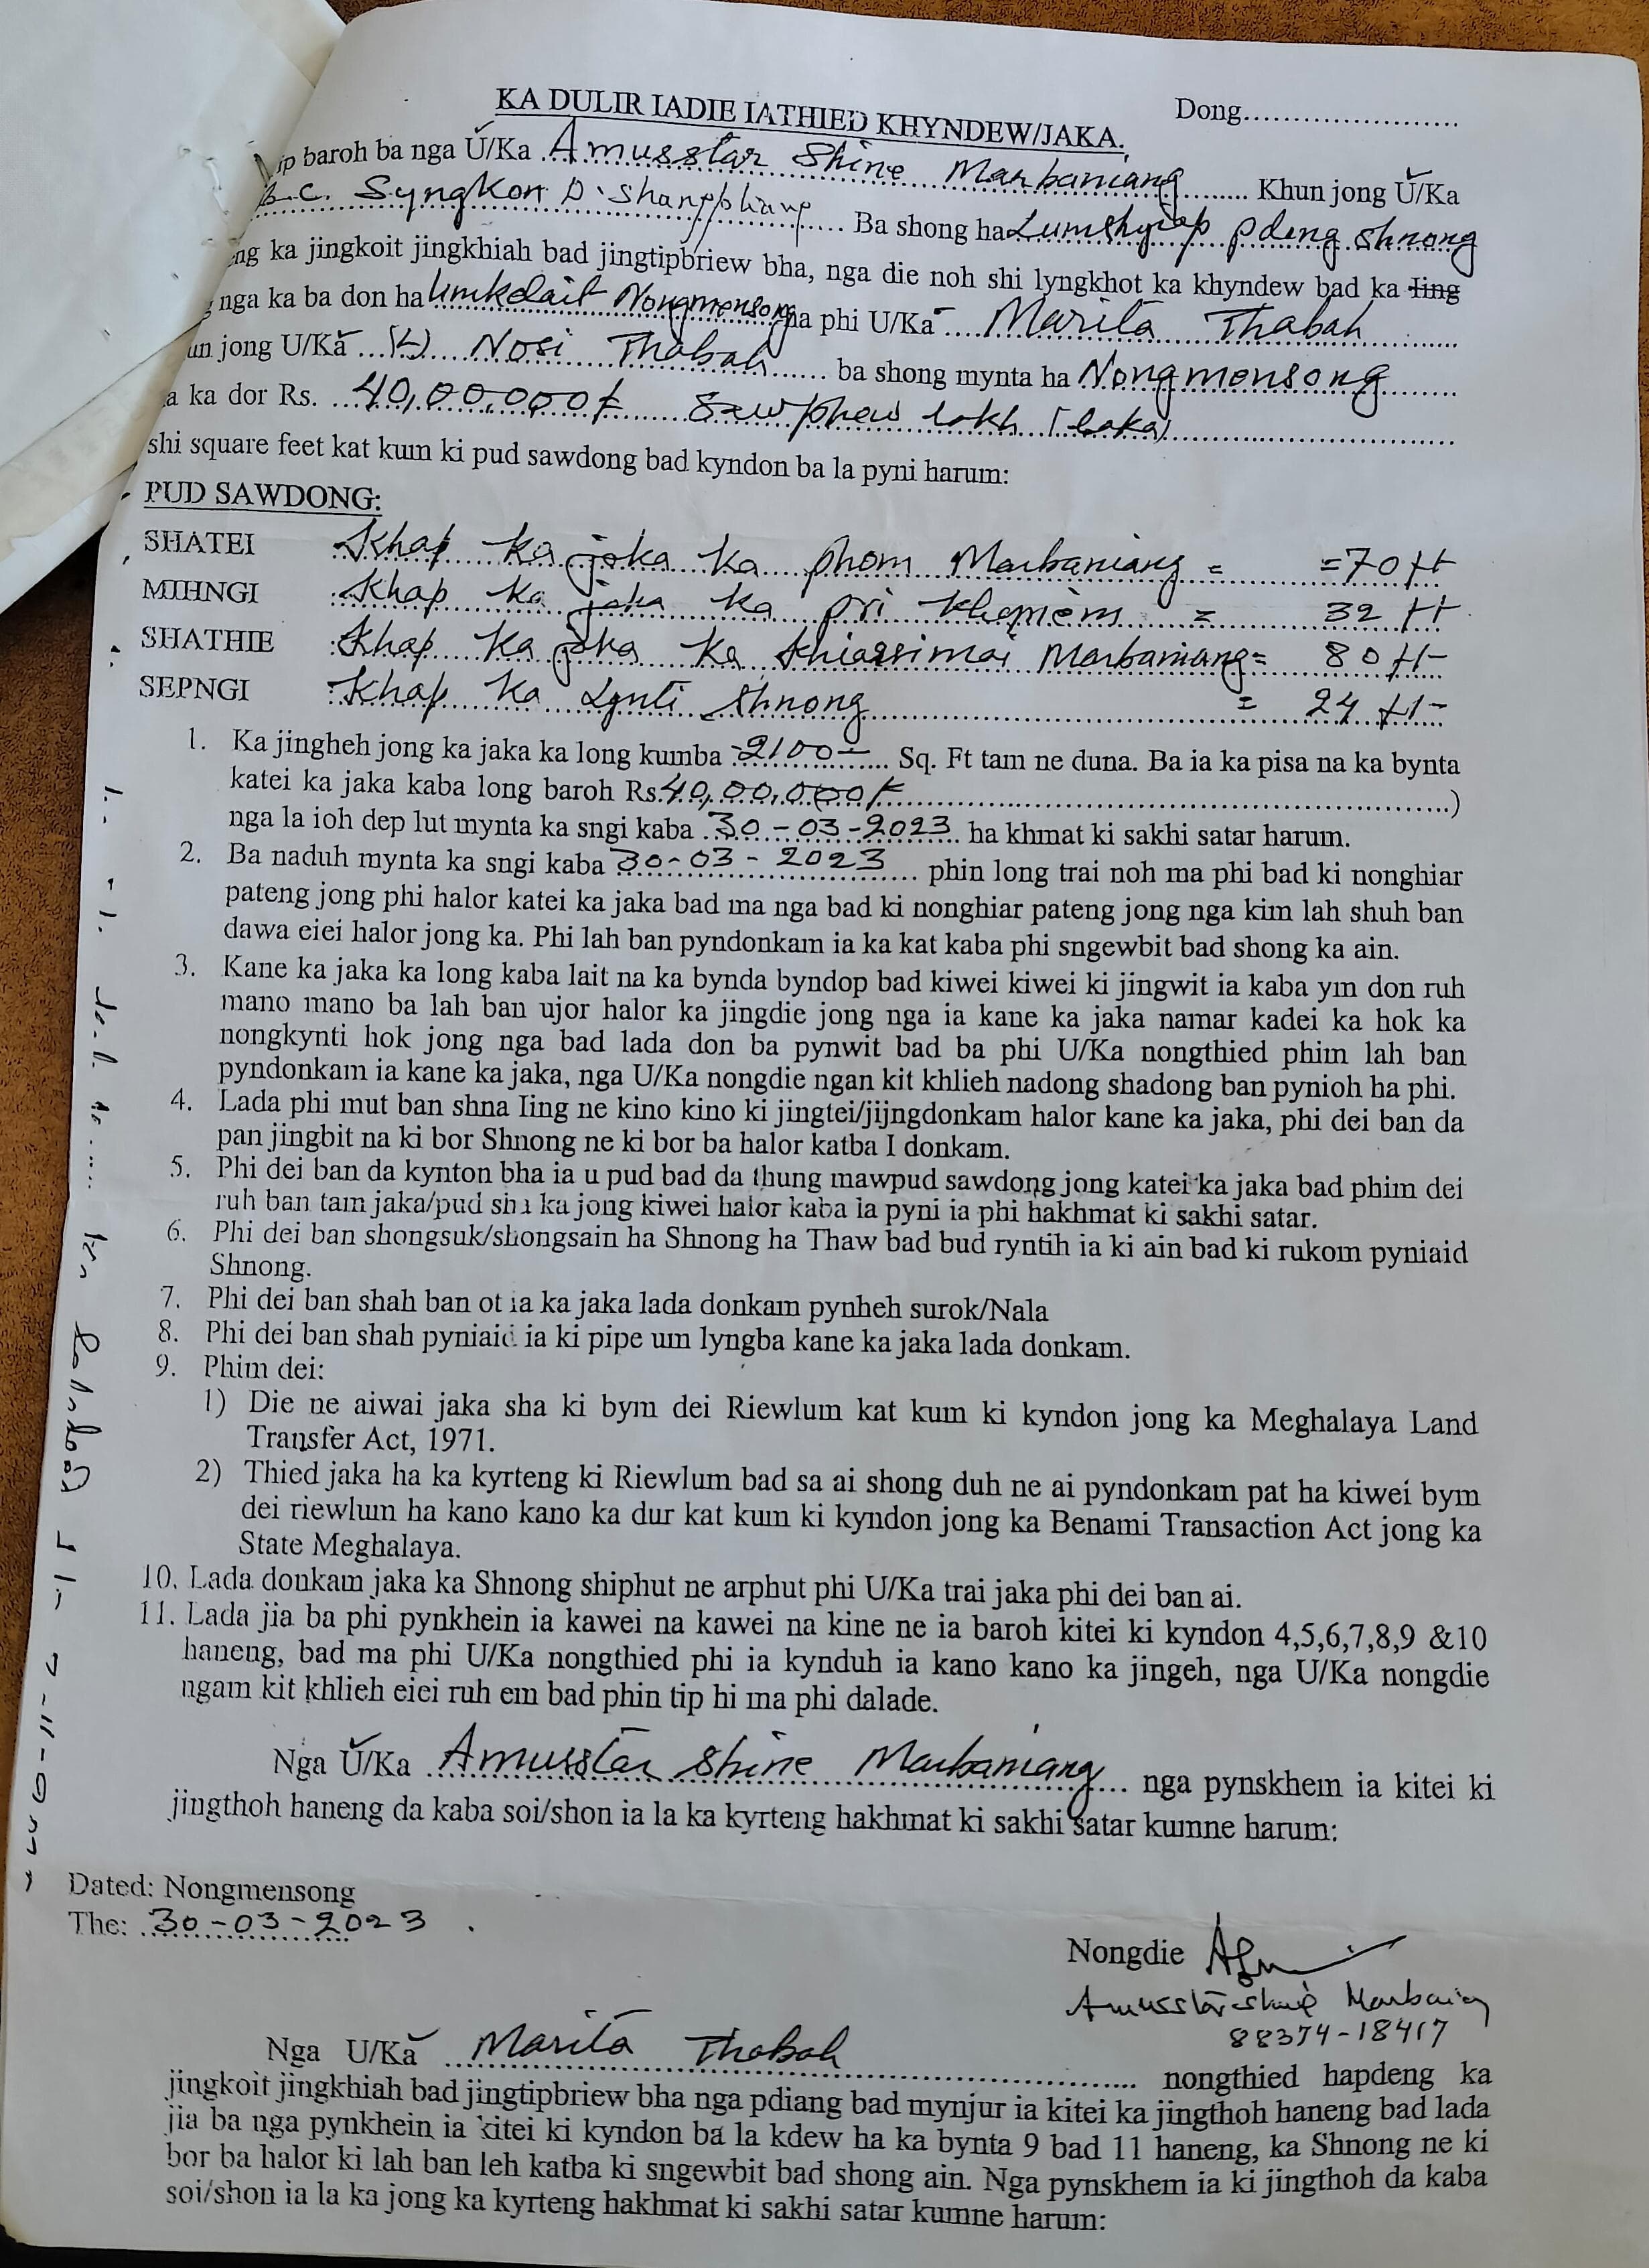 KA DULIR IADIE IATHIED KHYNDEW/JAKA.
Dong......................
ip baroh ba nga U/Ka Amusstar Shine Marbaniang Khun jong U/Ka
B.C. Syngkon D. Shangpliang Ba shong ha Lumshyiap pdeng shnong
eng ka jingkoit jingkhiah bad jingtipbriew bha, nga die noh shi lyngkhot ka khyndew bad ka Iing
nga ka ba don ha Umkdait Nongmensong ha phi U/Ka Marila Thabah
un jong U/Ka (L) Nosi Thabah ba shong mynta ha Nongmensong
a ka dor Rs. 40,00,000/- Sawphew lakh Tbaka)
shi square feet kat kum ki pud sawdong bad kyndon ba la pyni harum:
PUD SAWDONG:
SHATEI Khap ka jaka ka phom Marbaniang = =70 ft
MIHNGI :Khap ka jaka ka pri = 32 ft
SHATHIE :Khap ka jaka ka Marbaniang= 80 ft
SEPNGI :Khap ka Lynti Shnong = 24 ft
1. Ka jingheh jong ka jaka ka long kumba 2100 Sq. Ft tam ne duna. Ba ia ka pisa na ka bynta
katei ka jaka kaba long baroh Rs.40,00,000/-.......)
nga la ioh dep lut mynta ka sngi kaba 30-03-2023 ha khmat ki sakhi satar harum.
2. Ba naduh mynta ka sngi kaba 30-03-2023 phin long trai noh ma phi bad ki nonghiar
pateng jong phi halor katei ka jaka bad ma nga bad ki nonghiar pateng jong nga kim lah shuh ban
dawa eiei halor jong ka. Phi lah ban pyndonkam ia ka kat kaba phi sngewbit bad shong ka ain.
3. Kane ka jaka ka long kaba lait na ka bynda byndop bad kiwei kiwei ki jingwit ia kaba ym don ruh
mano mano ba lah ban ujor halor ka jingdie jong nga ia kane ka jaka namar kadei ka hok ka
nongkynti hok jong nga bad lada don ba pynwit bad ba phi U/Ka nongthied phim lah ban
pyndonkam ia kane ka jaka, nga U/Ka nongdie ngan kit khlieh nadong shadong ban pynioh ha phi.
4. Lada phi mut ban shna Iing ne kino kino ki jingtei/jijngdonkam halor kane ka jaka, phi dei ban da
pan jingbit na ki bor Shnong ne ki bor ba halor katba I donkam.
5. Phi dei ban da kynton bha ia u pud bad da thung mawpud sawdong jong katei ka jaka bad phim dei
ruh ban tam jaka/pud sha ka jong kiwei halor kaba la pyni ia phi hakhmat ki sakhi satar.
6. Phi dei ban shongsuk/shongsain ha Shnong ha Thaw bad bud ryntih ia ki ain bad ki rukom pyniaid
Shnong.
7. Phi dei ban shah ban ot ia ka jaka lada donkam pynheh surok/Nala
8. Phi dei ban shah pyniaid ia ki pipe um lyngba kane ka jaka lada donkam.
9. Phim dei:
1) Die ne aiwai jaka sha ki bym dei Riewlum kat kum ki kyndon jong ka Meghalaya Land
Transfer Act, 1971.
2) Thied jaka ha ka kyrteng ki Riewlum bad sa ai shong duh ne ai pyndonkam pat ha kiwei bym
dei riewlum ha kano kano ka dur kat kum ki kyndon jong ka Benami Transaction Act jong ka
State Meghalaya.
10. Lada donkam jaka ka Shnong shiphut ne arphut phi U/Ka trai jaka phi dei ban ai.
11. Lada jia ba phi pynkhein ia kawei na kawei na kine ne ia baroh kitei ki kyndon 4,5,6,7,8,9 &10
haneng, bad ma phi U/Ka nongthied phi ia kynduh ia kano kano ka jingeh, nga U/Ka nongdie
ngam kit khlieh eiei ruh em bad phin tip hi ma phi dalade.
Nga U/Ka Amusstar Shine Marbaniang nga pynskhem ia kitei ki
jingthoh haneng da kaba soi/shon ia la ka kyrteng hakhmat ki sakhi satar kumne harum:
Dated: Nongmensong
The: 30-03-2023
Nongdie
Amusstar shine Marbaniang
88374-18417
Nga U/Ka Marila Thabah nongthied hapdeng ka
jingkoit jingkhiah bad jingtipbriew bha nga pdiang bad mynjur ia kitei ka jingthoh haneng bad lada
jia ba nga pynkhein ia kitei ki kyndon ba la kdew ha ka bynta 9 bad 11 haneng, ka Shnong ne ki
bor ba halor ki lah ban leh katba ki sngewbit bad shong ain. Nga pynskhem ia ki jingthoh da kaba
soi/shon ia la ka jong ka kyrteng hakhmat ki sakhi satar kumne harum: